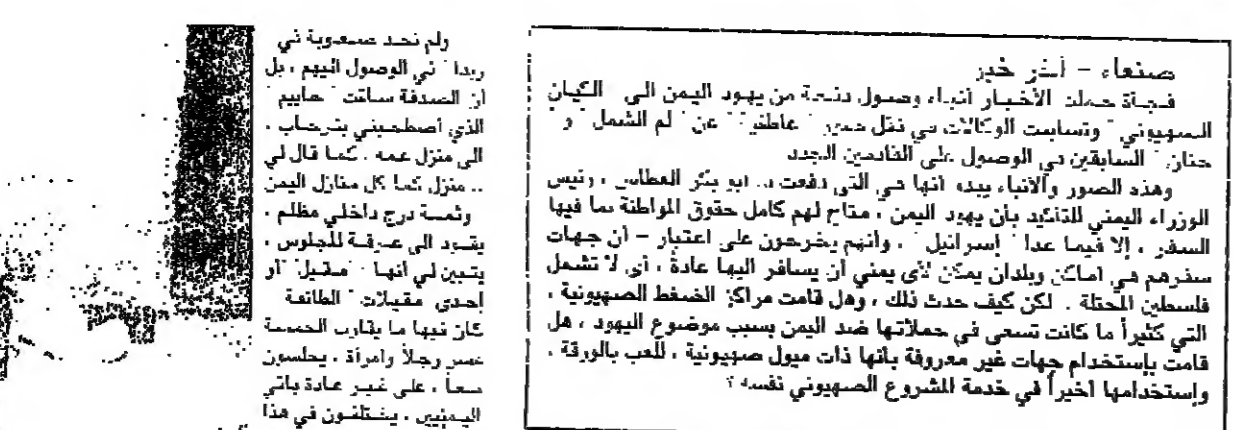 صنعاء - آخر خبر
فجأة حملت الأخبار أنباء وصول دفعة من يهود اليمن الى "الكيان
الصهيوني" وتسابقت الوكالات في نقل صور "عاطفية" عن "لم الشمل" و
حنان" السابقين في الوصول على القادمين الجدد
وهذه الصور والأنباء يبدو انها هي التي دفعت د. ابو بكر العطاس ، رئيس
الوزراء اليمني للتأكيد بأن يهود اليمن ، متاح لهم كامل حقوق المواطنة بما فيها
السفر ، إلا فيما عدا "إسرائيل" ، وأنهم يخرجون على اعتبار - أن جهات
سفرهم هي اماكن وبلدان يمكن لأي يمني أن يسافر اليها عادة ، أي لا تشمل
فلسطين المحتلة . لكن كيف حدث ذلك ، وهل قامت مراكز الضغط الصهيونية ،
التي كثيراً ما كانت تسعى في حملاتها ضد اليمن بسبب موضوع اليهود ، هل
قامت بإستخدام جهات غير معروفة بأنها ذات ميول صهيونية ، للعب بالورقة ،
وإستخدامها اخيراً في خدمة المشروع الصهيوني نفسه ؟
ولم نجد صعوبة في
ريدا" في الوصول اليهم ، بل
أن الصدفة ساقت "حاييم"
الذي أصطحبني بترحاب ،
الى منزل عمه . كما قال لي
.. منزل كما كل منازل اليمن
وثمة درج داخلي مظلم ،
يقود الى غرفة للجلوس ،
يتبين لي أنها "مقيل" أو
إحدى مقيلات "الطائفة
كان فيها ما يقارب الخمسة
عشر رجلاً وامرأة ، يجلسون
معاً ، على غير عادة باقي
اليمنيين . يختلفون في هذا